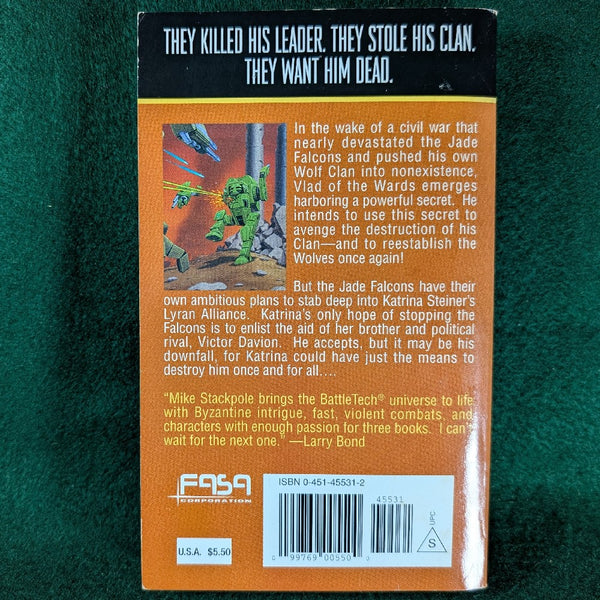 THEY KILLED HIS LEADER. THEY STOLE HIS CLAN.
THEY WANT HIM DEAD.
In the wake of a civil war that
nearly devastated the Jade
Falcons and pushed his own
Wolf Clan into nonexistence,
Vlad of the Wards emerges
harboring a powerful secret. He
intends to use this secret to
avenge the destruction of his
Clan—and to reestablish the
Wolves once again!
But the Jade Falcons have their
own ambitious plans to stab deep into Katrina Steiner's
Lyran Alliance. Katrina's only hope of stopping the
Falcons is to enlist the aid of her brother and political
rival, Victor Davion. He accepts, but it may be his
downfall, for Katrina could have just the means to
destroy him once and for all....
"Mike Stackpole brings the BattleTech® universe to life
with Byzantine intrigue, fast, violent combats, and
characters with enough passion for three books. I can't
wait for the next one." —Larry Bond
FASA
CORPORATION
U.S.A. $5.50
ISBN 0-451-45531-2
45531
0 99769 00550 0
S
UPC